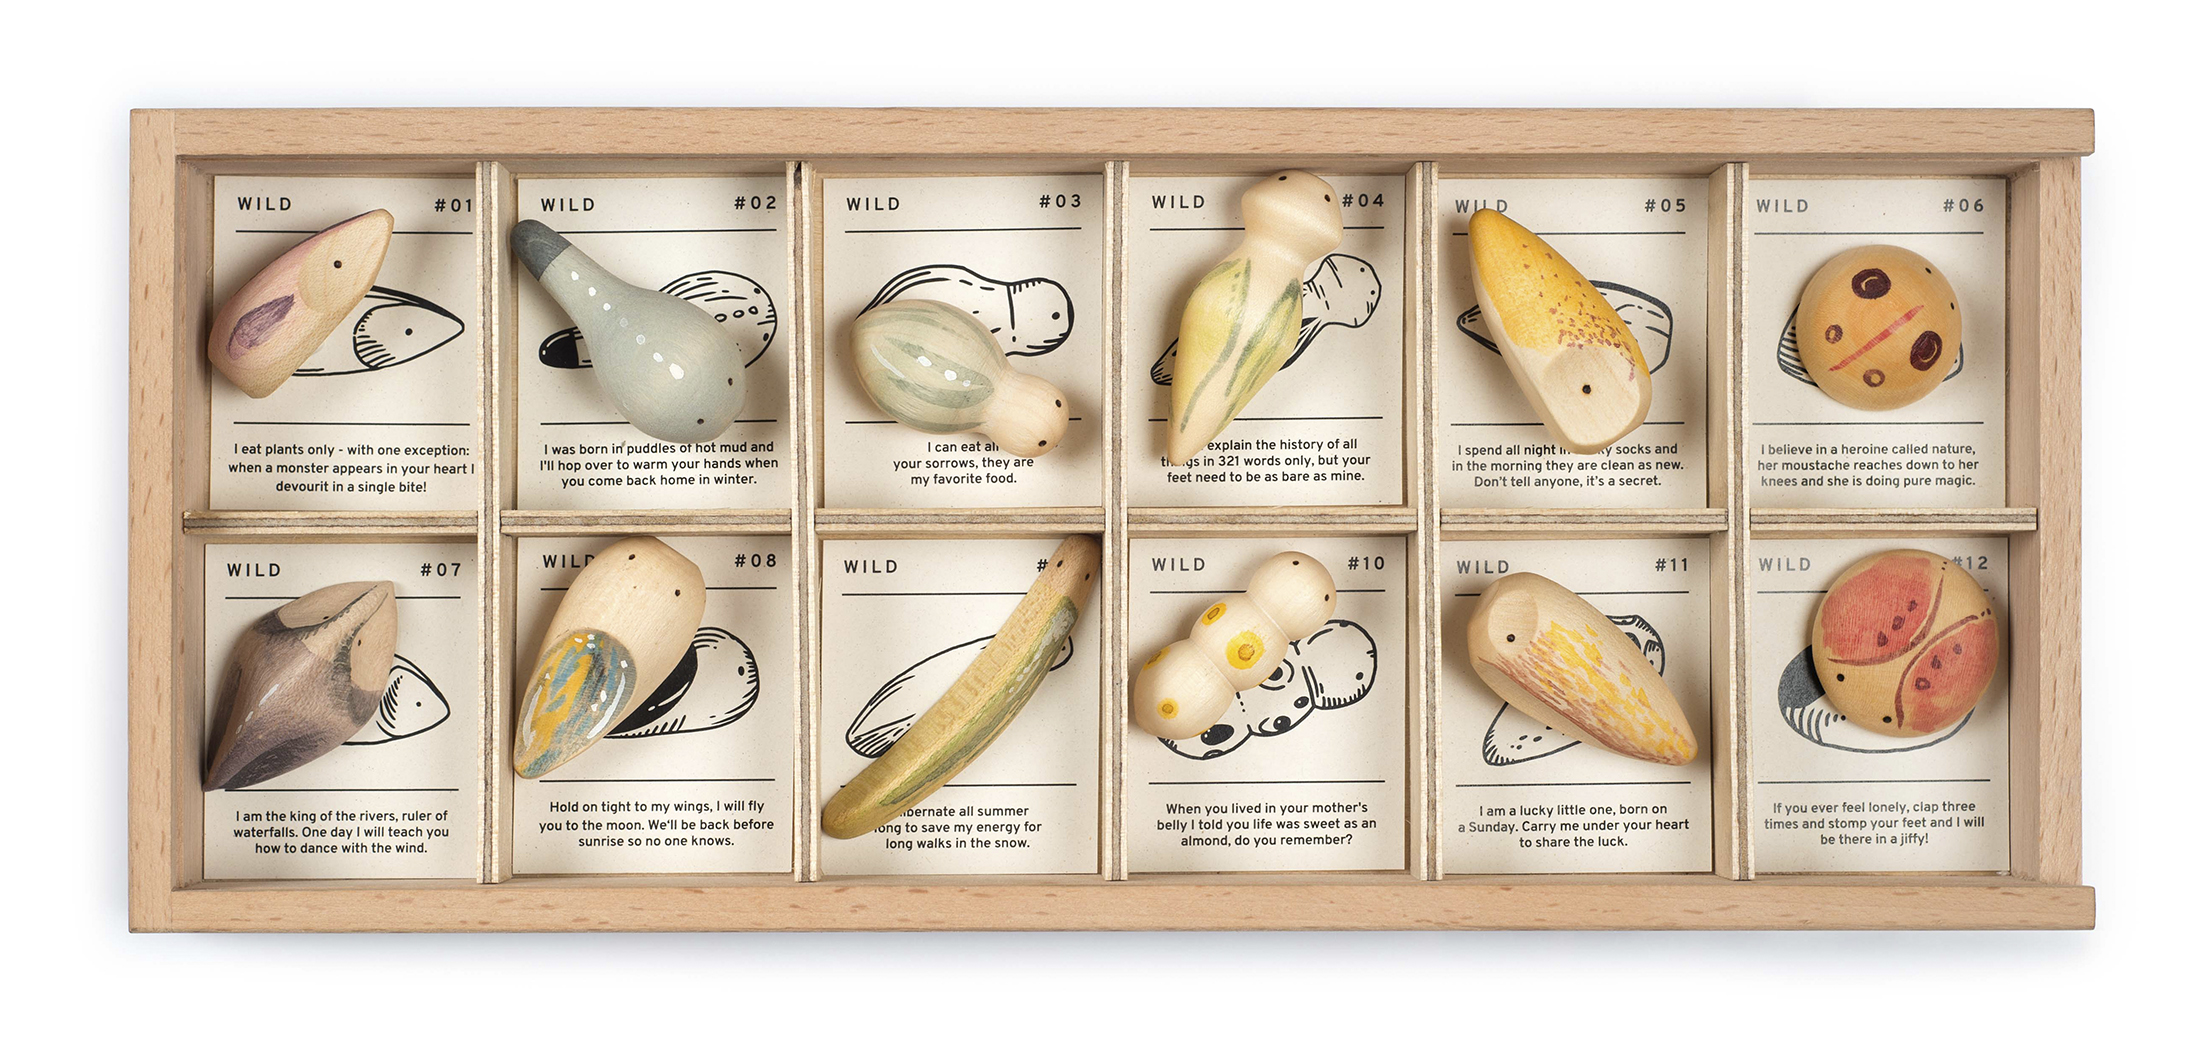 WILD #01
I eat plants only - with one exception:
when a monster appears in your heart I
devourit in a single bite!
WILD #02
I was born in puddles of hot mud and
I'll hop over to warm your hands when
you come back home in winter.
WILD #03
I can eat all
your sorrows, they are
my favorite food.
WILD #04
explain the history of all
things in 321 words only, but your
feet need to be as bare as mine.
WILD #05
I spend all night in socks and
in the morning they are clean as new.
Don't tell anyone, it's a secret.
WILD #06
I believe in a heroine called nature,
her moustache reaches down to her
knees and she is doing pure magic.
WILD #07
I am the king of the rivers, ruler of
waterfalls. One day I will teach you
how to dance with the wind.
WILD #08
Hold on tight to my wings, I will fly
you to the moon. We'll be back before
sunrise so no one knows.
WILD #
hibernate all summer
long to save my energy for
long walks in the snow.
WILD #10
When you lived in your mother's
belly I told you life was sweet as an
almond, do you remember?
WILD #11
I am a lucky little one, born on
a Sunday. Carry me under your heart
to share the luck.
WILD #12
If you ever feel lonely, clap three
times and stomp your feet and I will
be there in a jiffy!